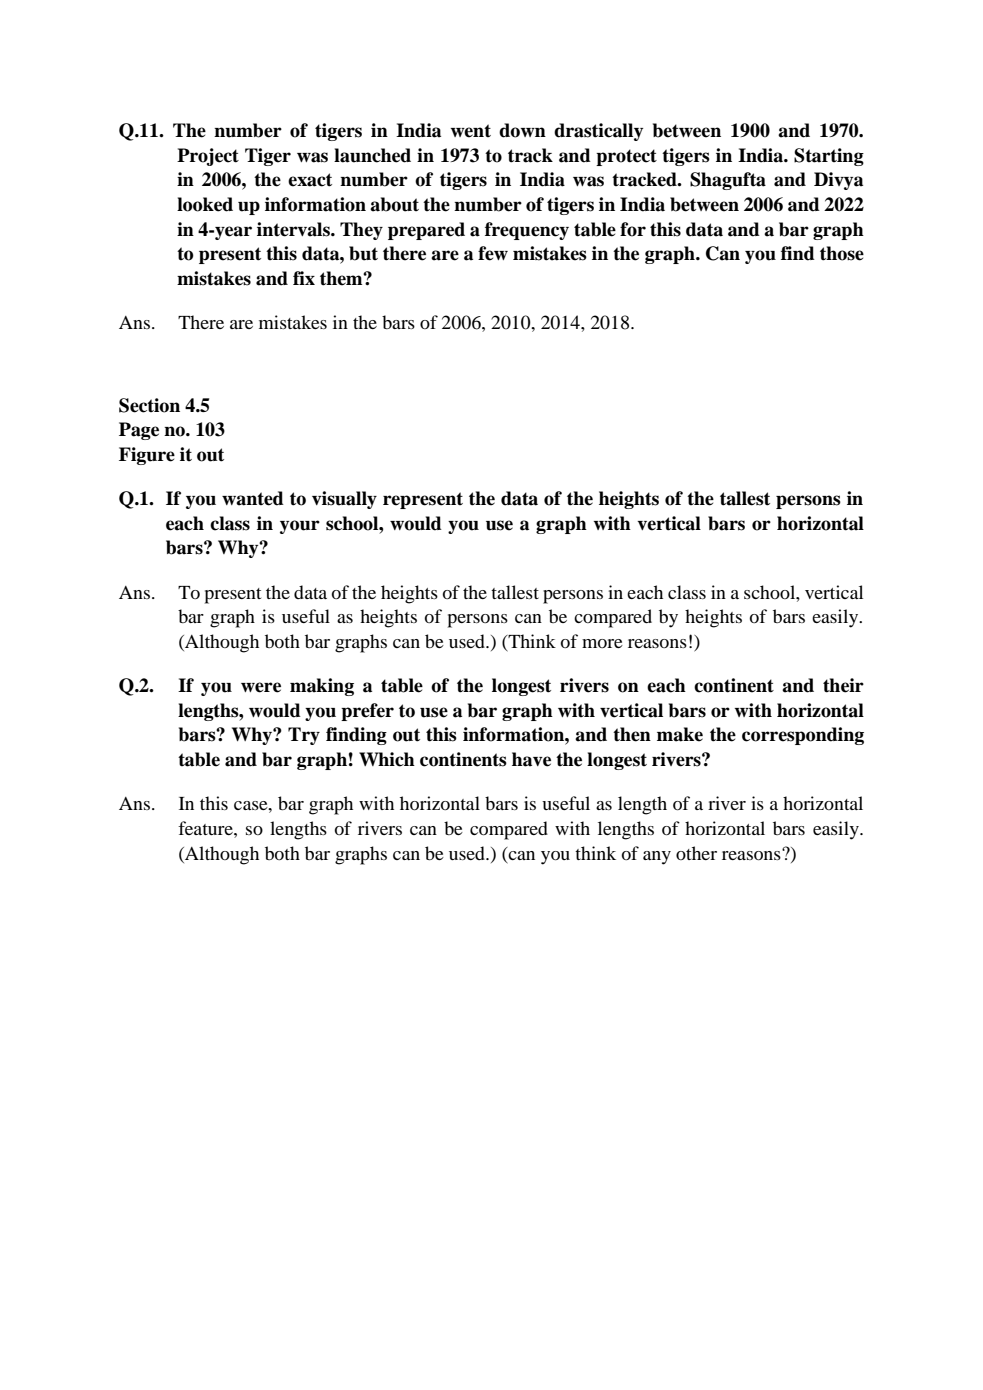 Q.11. The number of tigers in India went down drastically between 1900 and 1970.
Project Tiger was launched in 1973 to track and protect tigers in India. Starting
in 2006, the exact number of tigers in India was tracked. Shagufta and Divya
looked up information about the number of tigers in India between 2006 and 2022
in 4-year intervals. They prepared a frequency table for this data and a bar graph
to present this data, but there are a few mistakes in the graph. Can you find those
mistakes and fix them?
Ans. There are mistakes in the bars of 2006, 2010, 2014, 2018.
Section 4.5
Page no. 103
Figure it out
Q.1. If you wanted to visually represent the data of the heights of the tallest persons in
each class in your school, would you use a graph with vertical bars or horizontal
bars? Why?
Ans. To present the data of the heights of the tallest persons in each class in a school, vertical
bar graph is useful as heights of persons can be compared by heights of bars easily.
(Although both bar graphs can be used.) (Think of more reasons!)
Q.2. If you were making a table of the longest rivers on each continent and their
lengths, would you prefer to use a bar graph with vertical bars or with horizontal
bars? Why? Try finding out this information, and then make the corresponding
table and bar graph! Which continents have the longest rivers?
Ans. In this case, bar graph with horizontal bars is useful as length of a river is a horizontal
feature, so lengths of rivers can be compared with lengths of horizontal bars easily.
(Although both bar graphs can be used.) (can you think of any other reasons?)